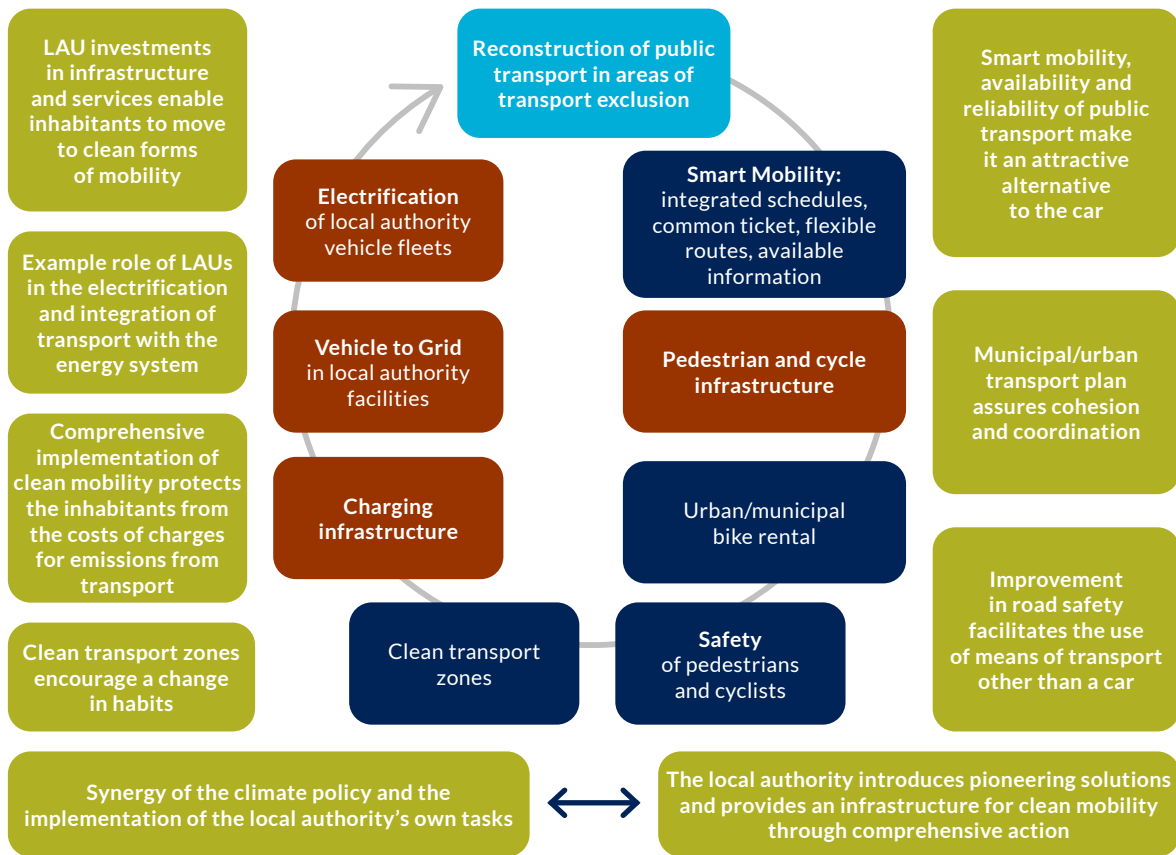 LAU investments
in infrastructure
and services enable
inhabitants to move
to clean forms
of mobility
Example role of LAUs
in the electrification
and integration of
transport with the
energy system
Comprehensive
implementation of
clean mobility protects
the inhabitants from
the costs of charges
for emissions from
transport
Clean transport zones
encourage a change
in habits
Reconstruction of public
transport in areas of
transport exclusion
Smart Mobility:
integrated schedules,
common ticket, flexible
routes, available
information
Pedestrian and cycle
infrastructure
Urban/municipal
bike rental
Safety
of pedestrians
and cyclists
Clean transport
zones
Charging
infrastructure
Vehicle to Grid
in local authority
facilities
Electrification
of local authority
vehicle fleets
Smart mobility,
availability and
reliability of public
transport make
it an attractive
alternative
to the car
Municipal/urban
transport plan
assures cohesion
and coordination
Improvement
in road safety
facilitates the use
of means of transport
other than a car
Synergy of the climate policy and the
implementation of the local authority's own tasks
The local authority introduces pioneering solutions
and provides an infrastructure for clean mobility
through comprehensive action